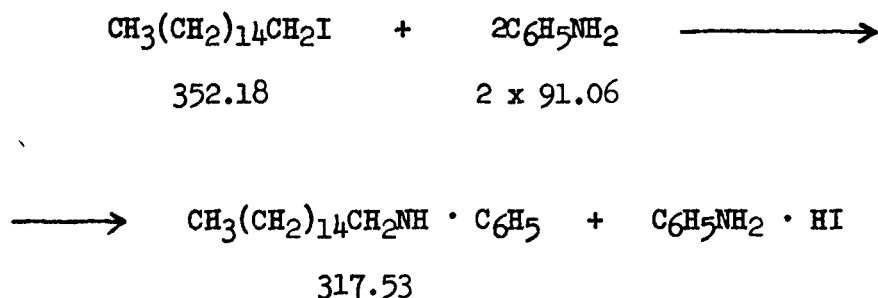 CH3(CH2)14CH2I + 2C6H5NH2 ⟶
352.18 2 x 91.06
⟶ CH3(CH2)14CH2NH · C6H5 + C6H5NH2 · HI
317.53